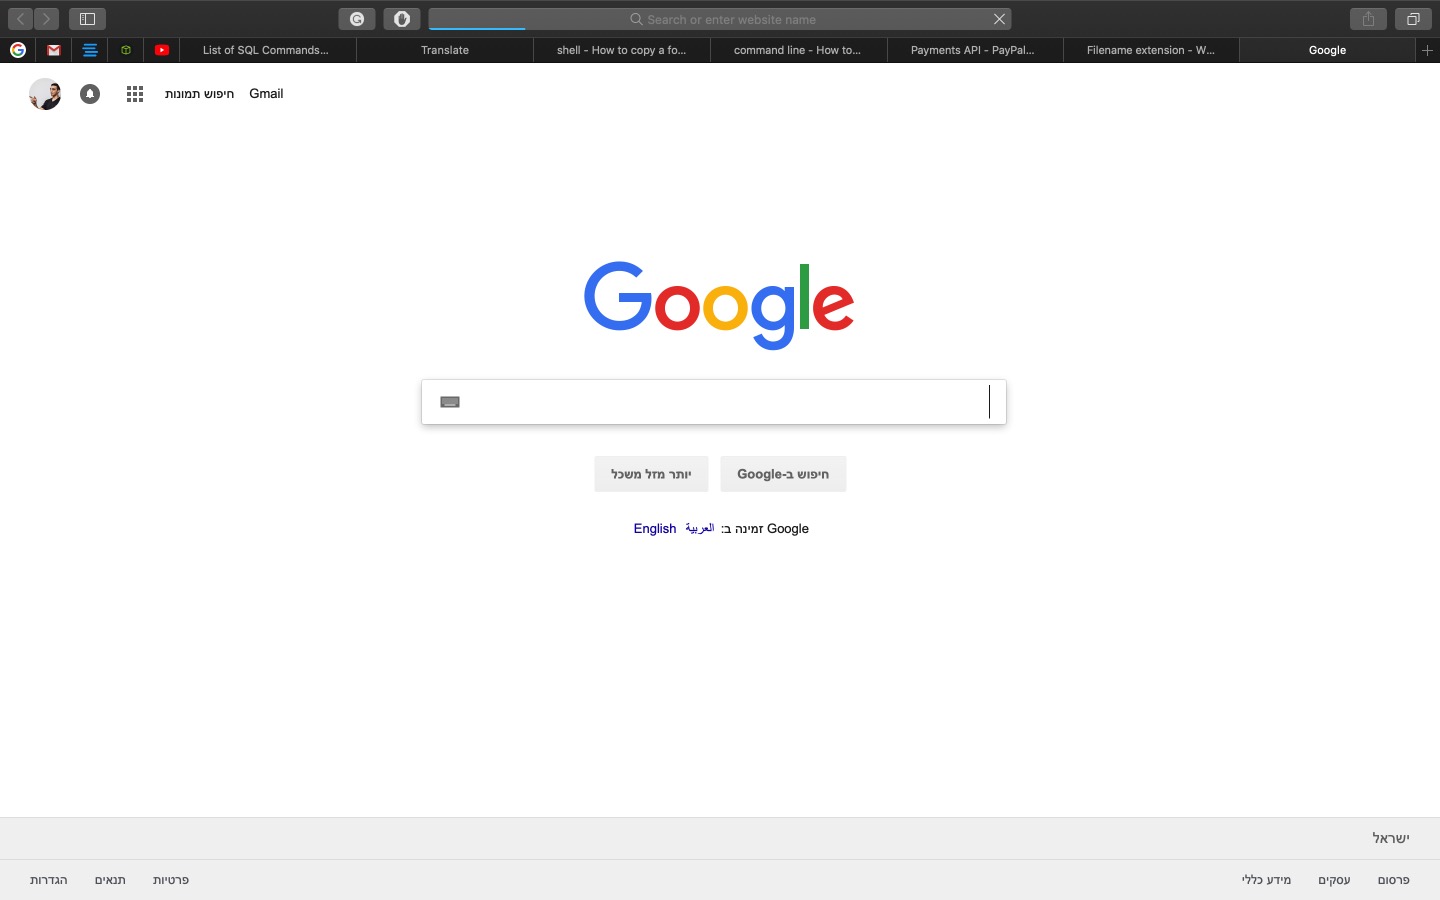 Search or enter website name
List of SQL Commands...
Translate
shell - How to copy a fo...
command line - How to...
Payments API - PayPal...
Filename extension - W...
Google
חיפוש תמונות
Gmail
Google
חיפוש ב-Google
יותר מזל משכל
Google זמינה ב: العربية English
ישראל
פרסום
עסקים
מידע כללי
פרטיות
תנאים
הגדרות